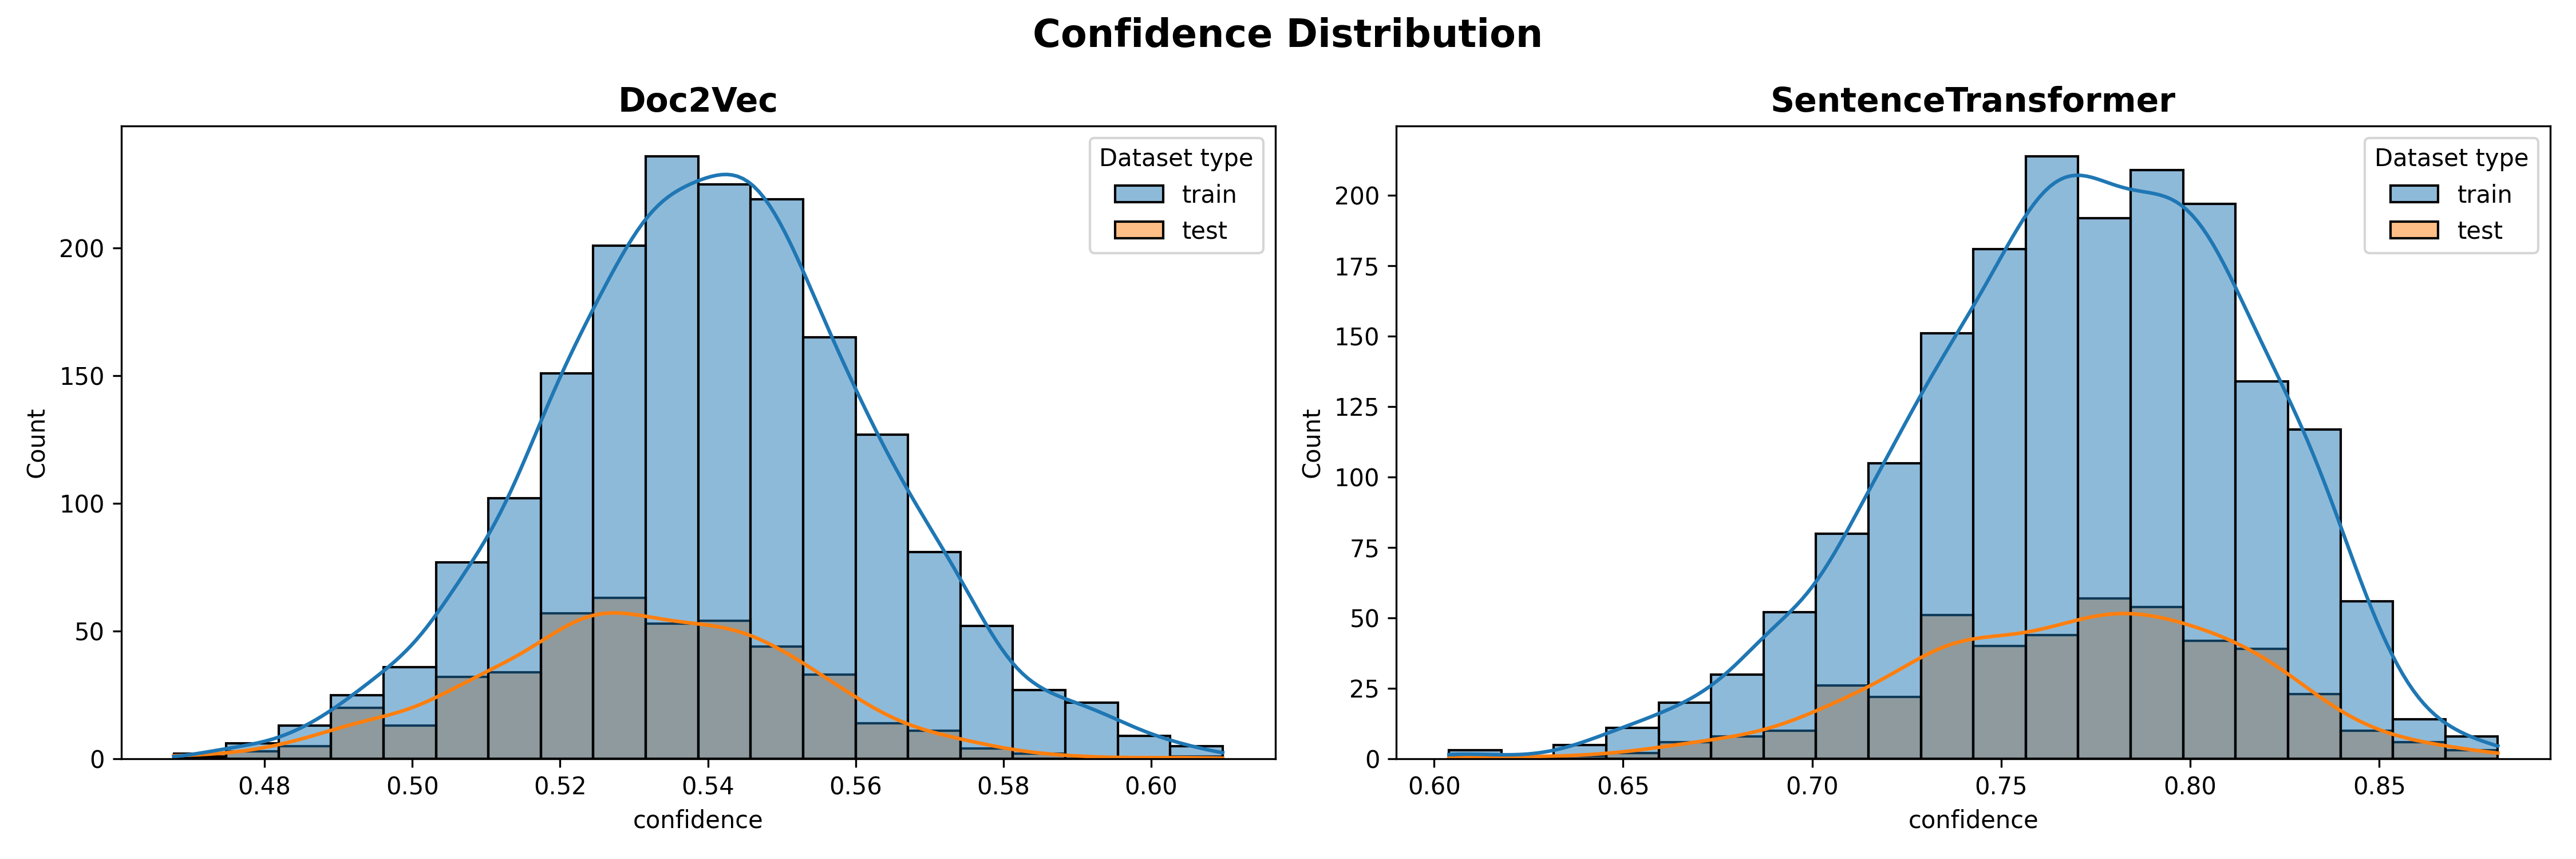 Confidence Distribution
Doc2Vec
Dataset type
train
test
200
150
100
50
0
Count
0.48 0.50 0.52 0.54 0.56 0.58 0.60
confidence
SentenceTransformer
Dataset type
train
test
200
175
150
125
100
75
50
25
0
Count
0.60 0.65 0.70 0.75 0.80 0.85
confidence